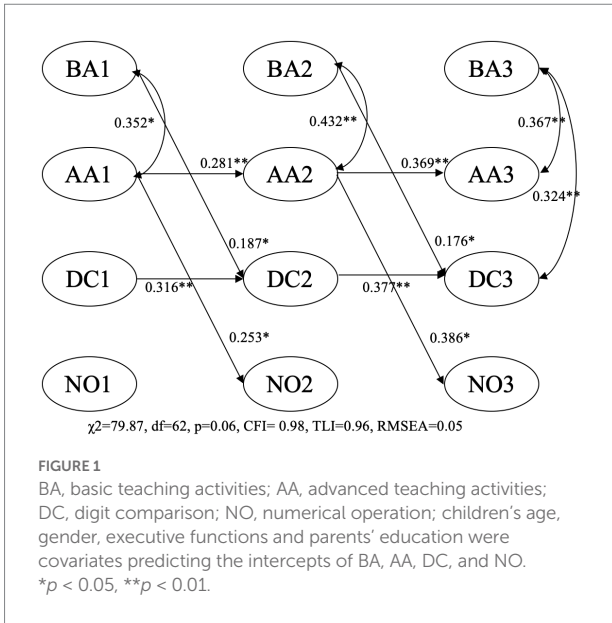 BA1 BA2 BA3
0.352* 0.432** 0.367**
AA1 0.281** AA2 0.369** AA3
0.324**
0.187* 0.176*
DC1 DC2 DC3
0.316** 0.377**
0.253* 0.386*
NO1 NO2 NO3
χ2=79.87, df=62, p=0.06, CFI= 0.98, TLI=0.96, RMSEA=0.05
FIGURE 1
BA, basic teaching activities; AA, advanced teaching activities;
DC, digit comparison; NO, numerical operation; children’s age,
gender, executive functions and parents’ education were
covariates predicting the intercepts of BA, AA, DC, and NO.
*p < 0.05, **p < 0.01.